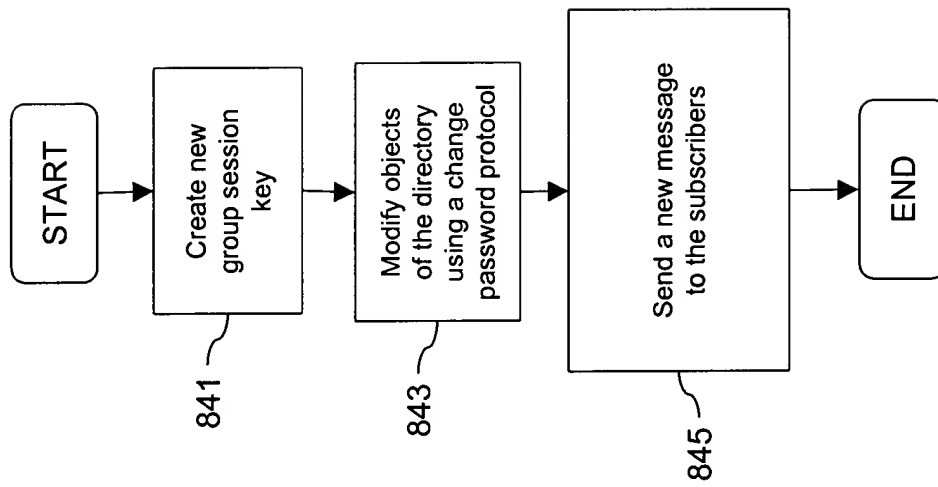 START
Create new
group session
key
841
Modify objects
of the directory
using a change
password protocol
843
Send a new message
to the subscribers
845
END